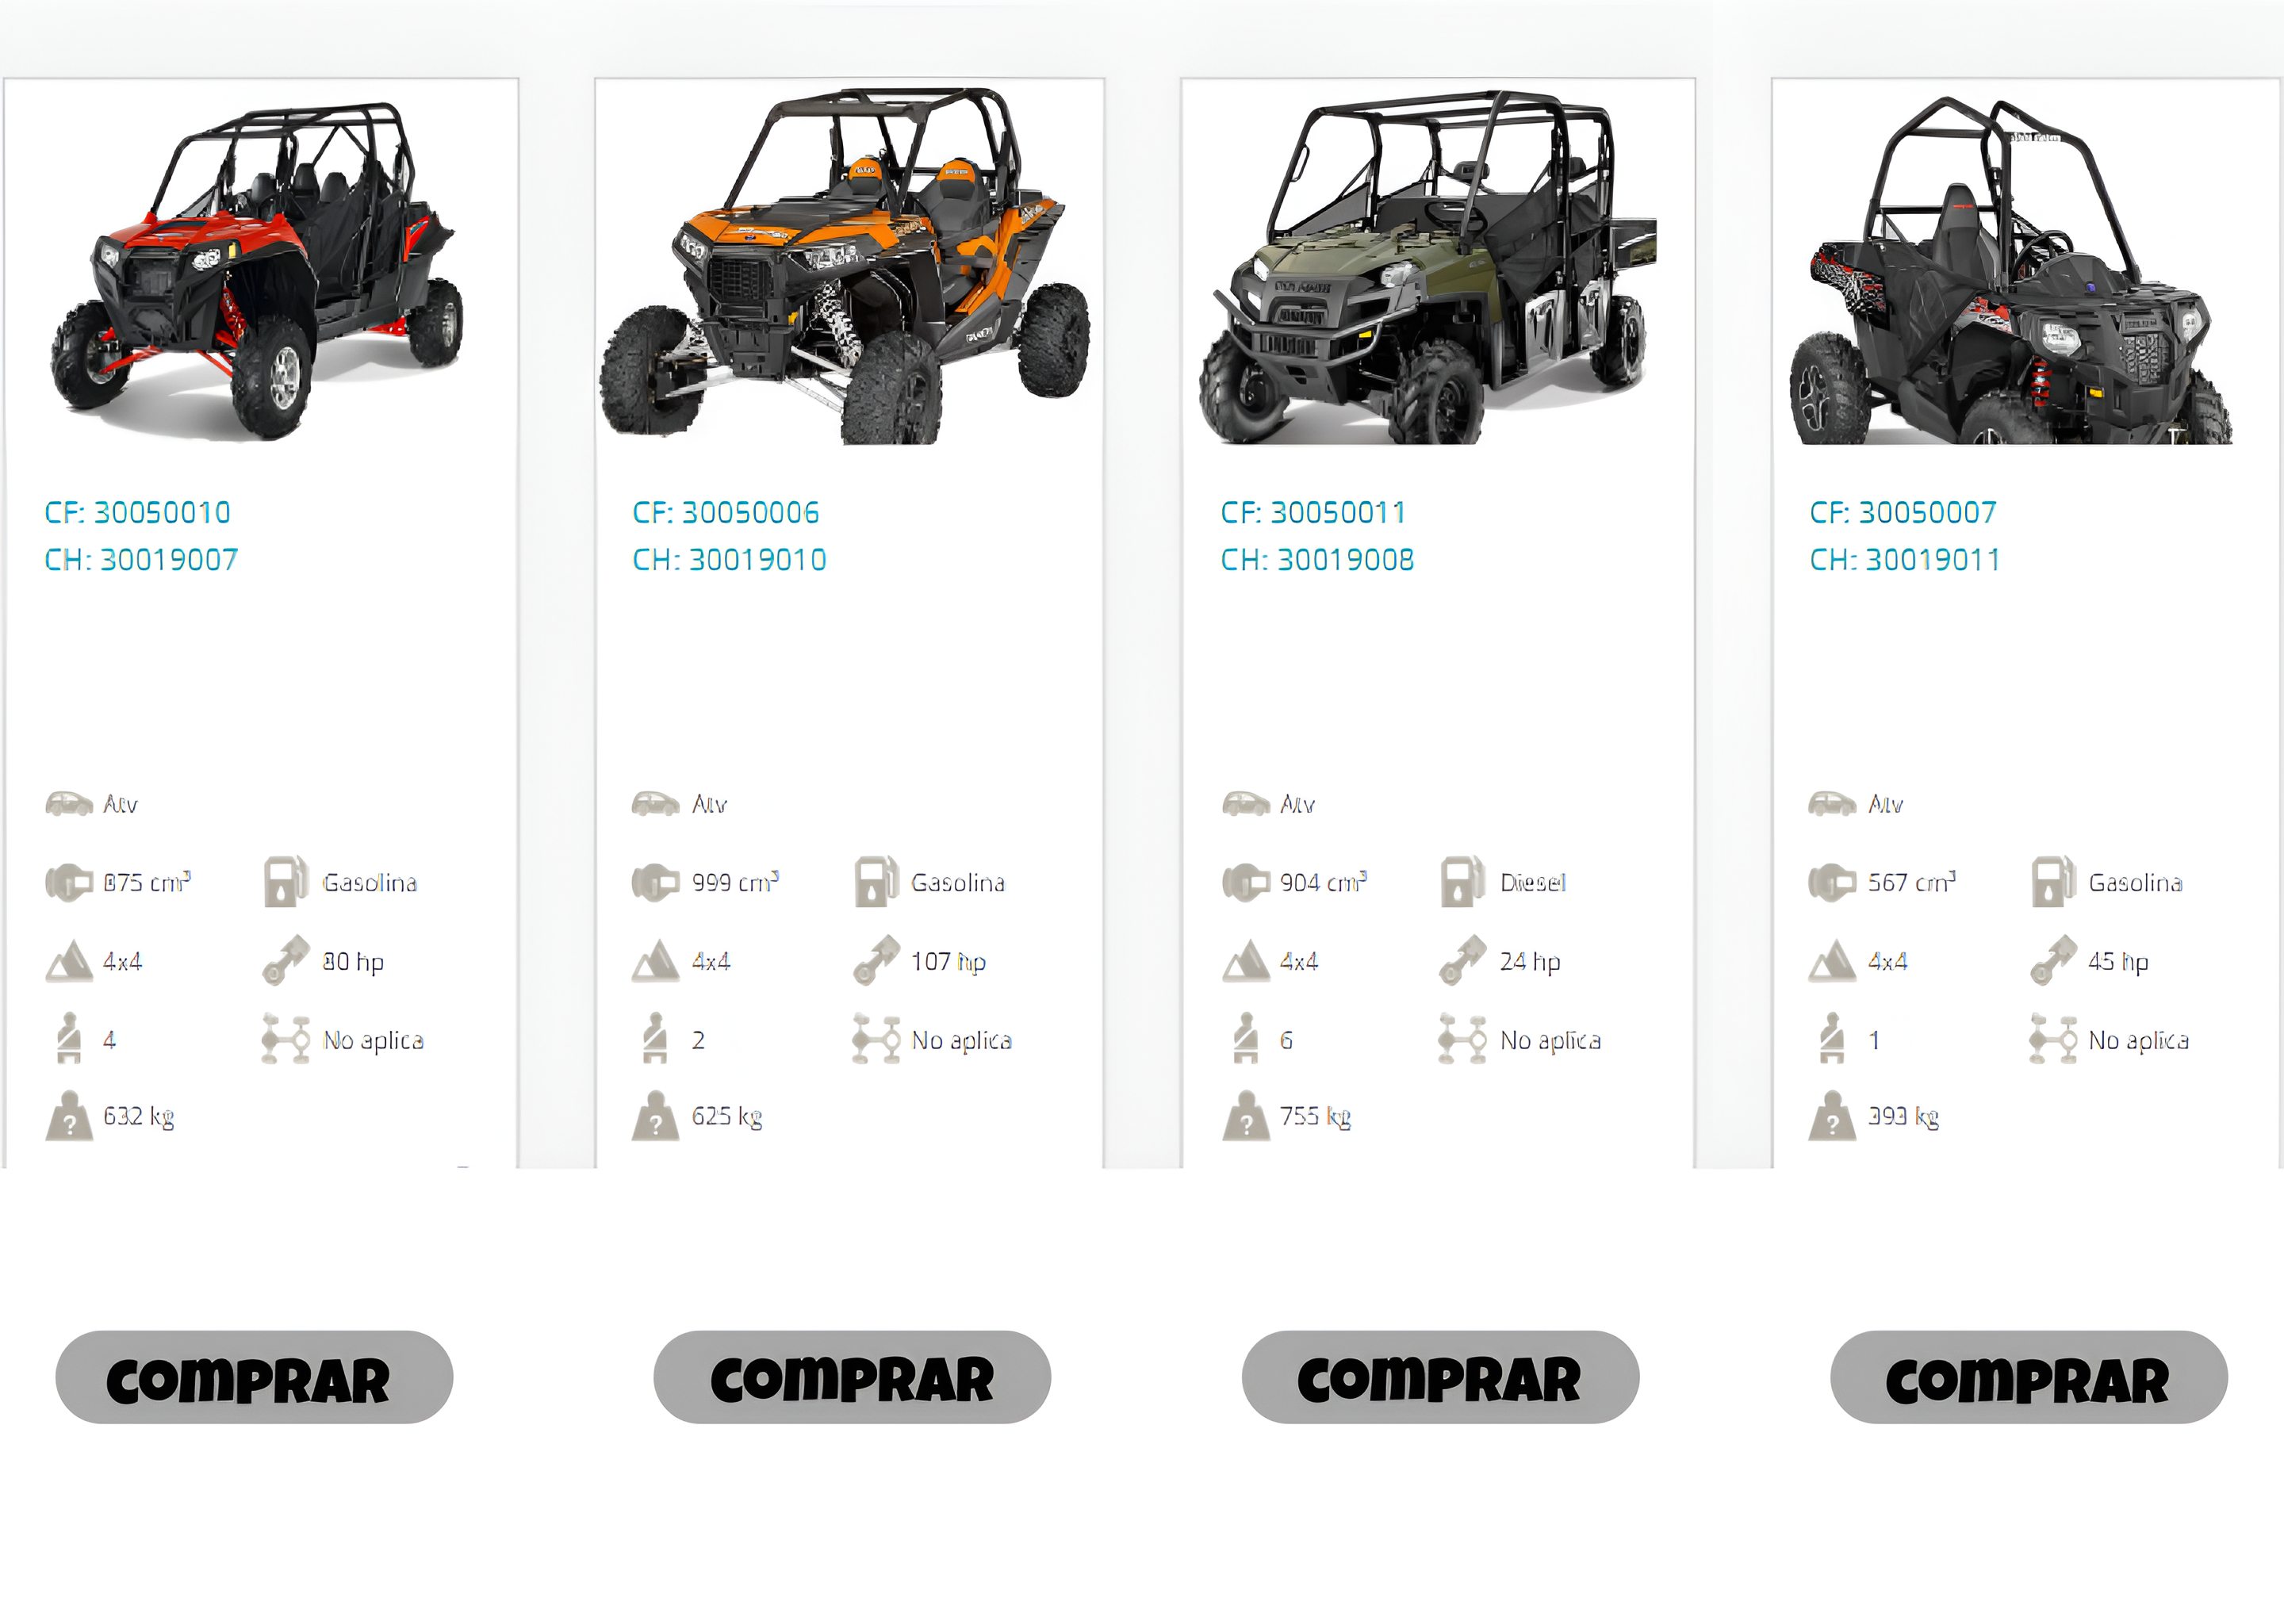 CF: 30050010
CH: 30019007
Atv
875 cm³
Gasolina
4x4
80 hp
4
No aplica
632 kg
COMPRAR
CF: 30050006
CH: 30019010
Atv
999 cm³
Gasolina
4x4
107 hp
2
No aplica
625 kg
COMPRAR
CF: 30050011
CH: 30019008
Atv
904 cm³
Diesel
4x4
24 hp
6
No aplica
755 kg
COMPRAR
CF: 30050007
CH: 30019011
Atv
567 cm³
Gasolina
4x4
45 hp
1
No aplica
393 kg
COMPRAR